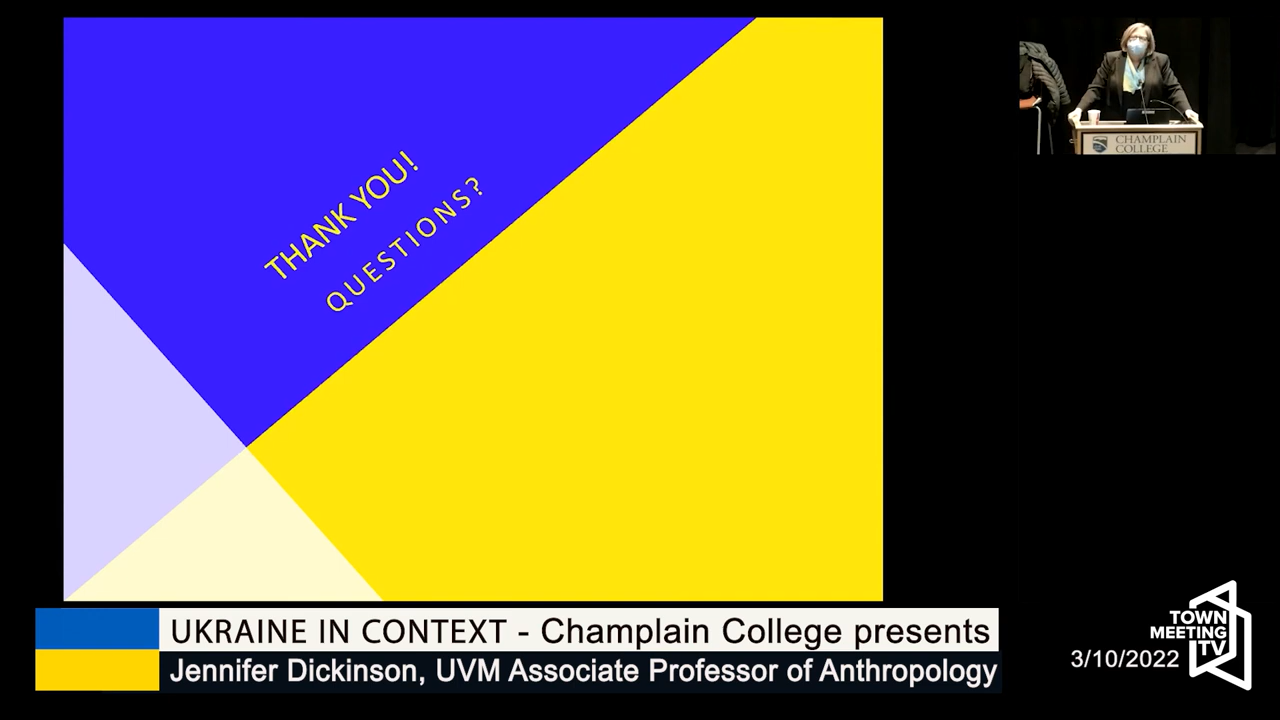 THANK YOU!
QUESTIONS?
CHAMPLAIN
COLLEGE
UKRAINE IN CONTEXT - Champlain College presents
Jennifer Dickinson, UVM Associate Professor of Anthropology
3/10/2022
TOWN
MEETING
TV